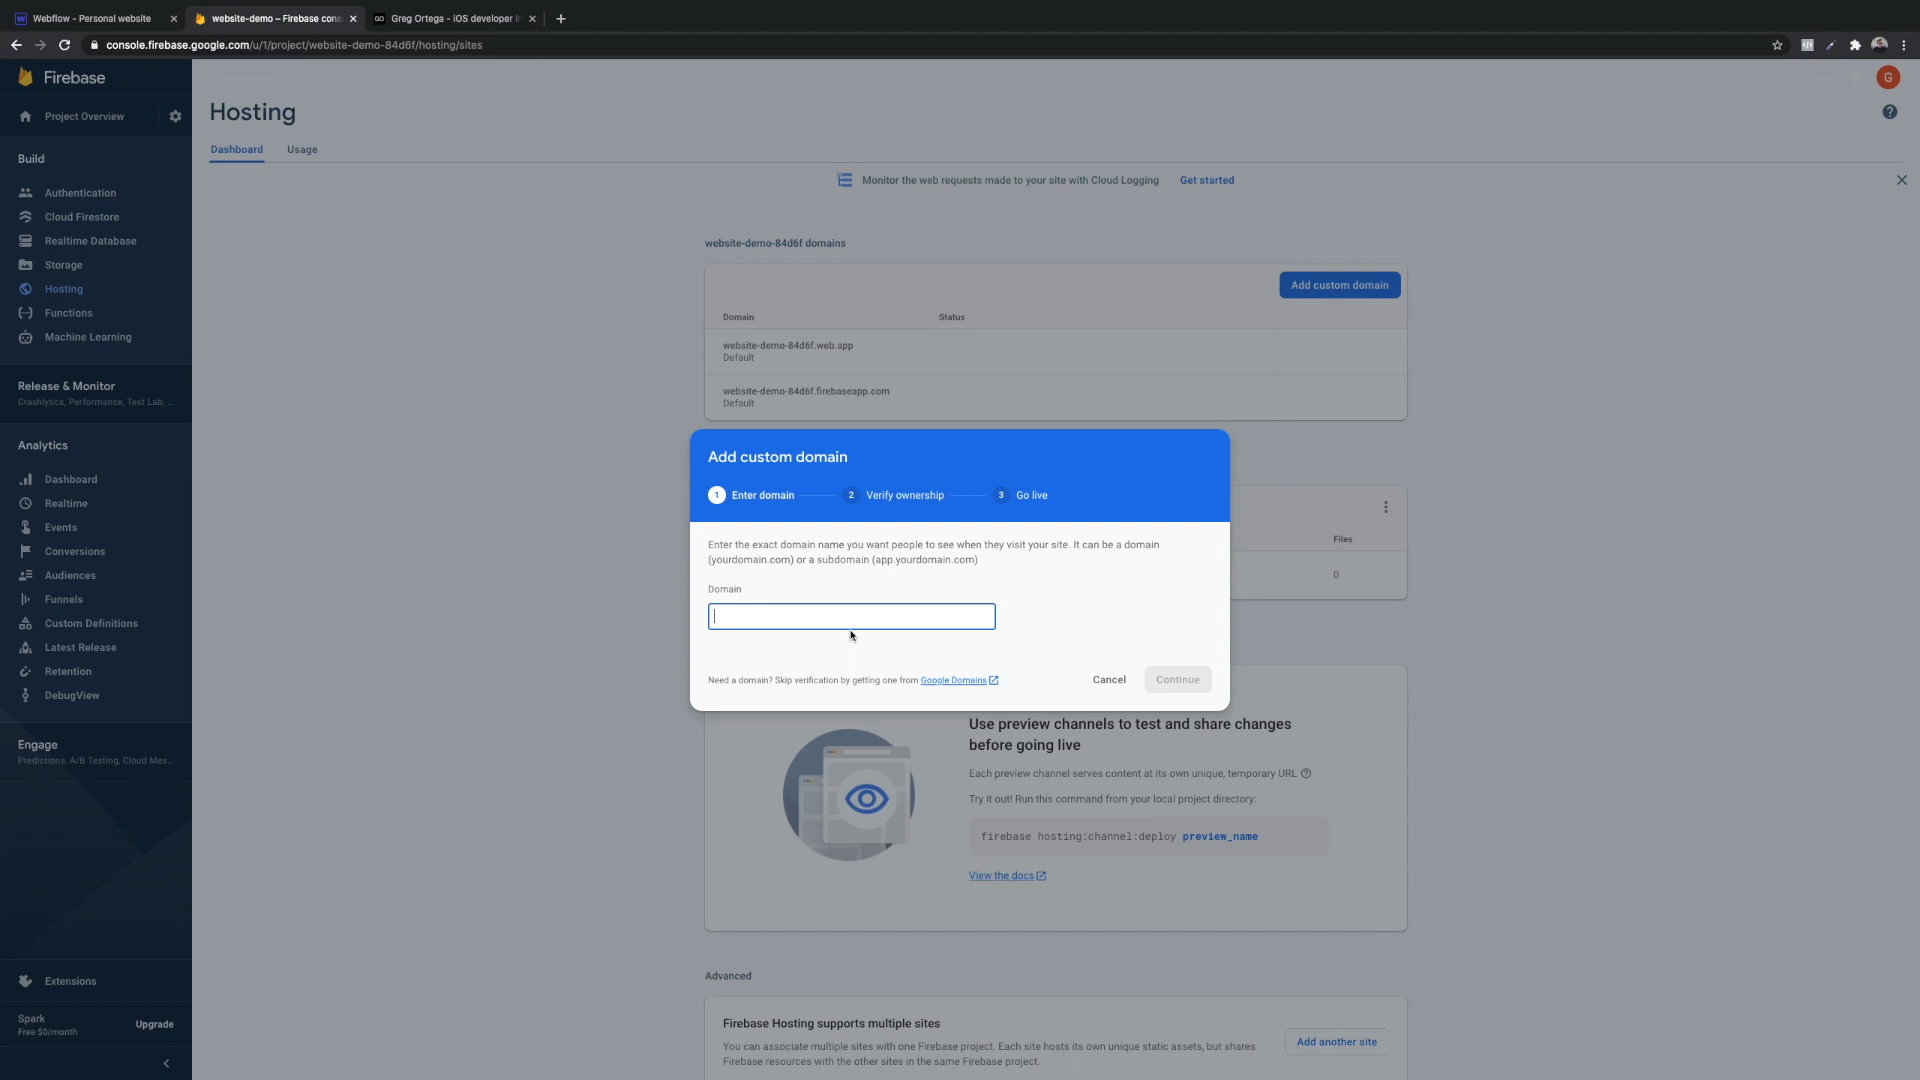 Webflow - Personal website
website-demo – Firebase cons
GO Greg Ortega - iOS developer i
console.firebase.google.com/u/1/project/website-demo-84d6f/hosting/sites
Firebase
G
Project Overview
Hosting
Dashboard
Usage
Build
Monitor the web requests made to your site with Cloud Logging
Get started
Authentication
Cloud Firestore
Realtime Database
Storage
Hosting
Functions
Machine Learning
website-demo-84d6f domains
Add custom domain
Domain
Status
website-demo-84d6f.web.app
Default
website-demo-84d6f.firebaseapp.com
Default
Release & Monitor
Crashlytics, Performance, Test Lab, ...
Analytics
Dashboard
Realtime
Events
Conversions
Audiences
Funnels
Custom Definitions
Latest Release
Retention
DebugView
Engage
Predictions, A/B Testing, Cloud Mes...
Extensions
Spark
Free $0/month
Upgrade
Add custom domain
1 Enter domain
2 Verify ownership
3 Go live
Enter the exact domain name you want people to see when they visit your site. It can be a domain
(yourdomain.com) or a subdomain (app.yourdomain.com)
Domain
Need a domain? Skip verification by getting one from Google Domains
Cancel
Continue
Files
0
Use preview channels to test and share changes
before going live
Each preview channel serves content at its own unique, temporary URL
Try it out! Run this command from your local project directory:
firebase hosting:channel:deploy preview_name
View the docs
Advanced
Firebase Hosting supports multiple sites
You can associate multiple sites with one Firebase project. Each site hosts its own unique static assets, but shares
Firebase resources with the other sites in the same Firebase project.
Add another site